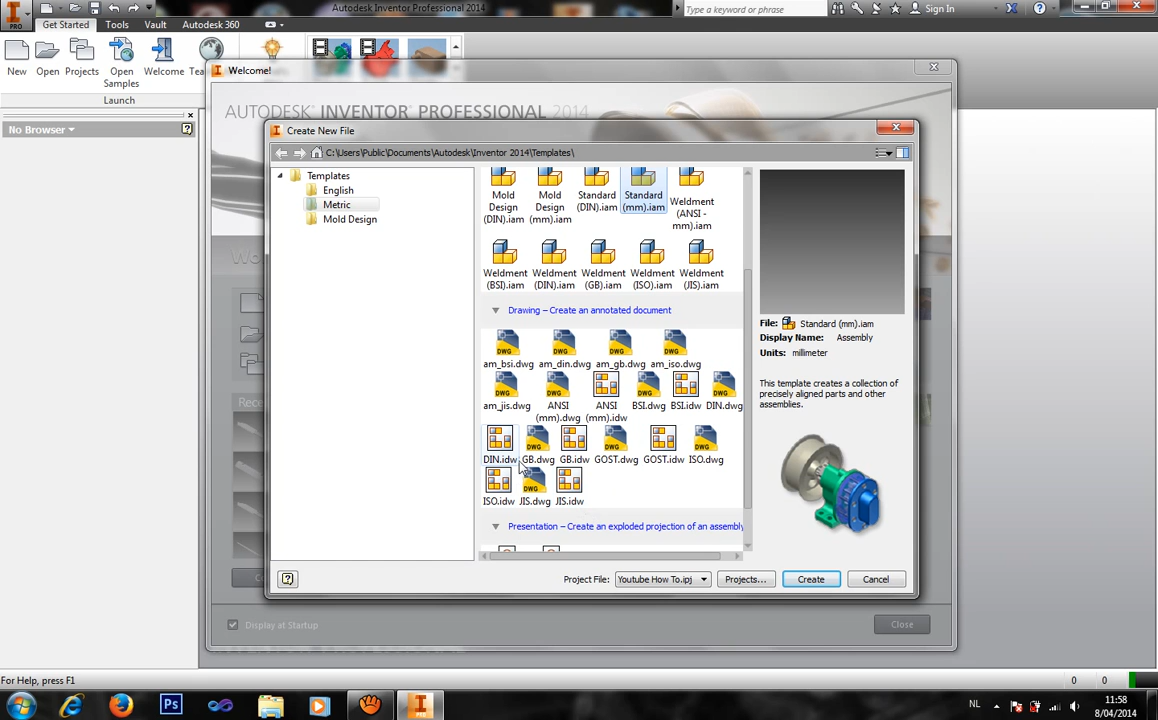 Autodesk Inventor Professional 2014
Type a keyword or phrase
Sign In
PRO
Get Started
Tools
Vault
Autodesk 360
New
Open
Projects
Open
Samples
Welcome
Launch
No Browser
Welcome!
AUTODESK® INVENTOR® PROFESSIONAL 2014
Create New File
C:\Users\Public\Documents\Autodesk\Inventor 2014\Templates\
Templates
English
Metric
Mold Design
Mold
Design
(DIN).iam
Mold
Design
(mm).iam
Standard
(DIN).iam
Standard
(mm).iam
Weldment
(ANSI -
mm).iam
Weldment
(BSI).iam
Weldment
(DIN).iam
Weldment
(GB).iam
Weldment
(ISO).iam
Weldment
(JIS).iam
Drawing – Create an annotated document
am_bsi.dwg
am_din.dwg
am_gb.dwg
am_iso.dwg
am_jis.dwg
ANSI
(mm).dwg
ANSI
(mm).idw
BSI.dwg
BSI.idw
DIN.dwg
DIN.idw
GB.dwg
GB.idw
GOST.dwg
GOST.idw
ISO.dwg
ISO.idw
JIS.dwg
JIS.idw
Presentation – Create an exploded projection of an assembly
File: Standard (mm).iam
Display Name: Assembly
Units: millimeter
This template creates a collection of
precisely aligned parts and other
assemblies.
Project File: Youtube How To.ipj
Projects...
Create
Cancel
Display at Startup
Close
For Help, press F1
0 0
NL
11:58
8/04/2014